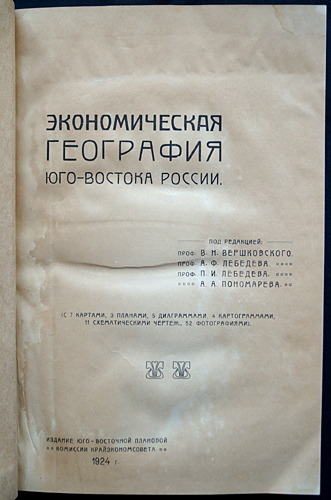 ЭКОНОМИЧЕСКАЯ
ГЕОГРАФИЯ
ЮГО-ВОСТОКА РОССИИ.
ПОД РЕДАКЦИЕЙ:
ПРОФ. В. Н. ВЕРШКОВСКОГО.
ПРОФ. А. Ф. ЛЕБЕДЕВА.
ПРОФ. П. И. ЛЕБЕДЕВА.
А. А. ПОНОМАРЕВА.
(С 7 КАРТАМИ, 3 ПЛАНАМИ, 5 ДИАГРАММАМИ, 4 КАРТОГРАММАМИ,
11 СХЕМАТИЧЕСКИМИ ЧЕРТЕЖ., 52 ФОТОГРАФИЯМИ).
ИЗДАНИЕ ЮГО-ВОСТОЧНОЙ ПЛАНОВОЙ
КОМИССИИ КРАЙЭКОНОМСОВЕТА
1924 г.